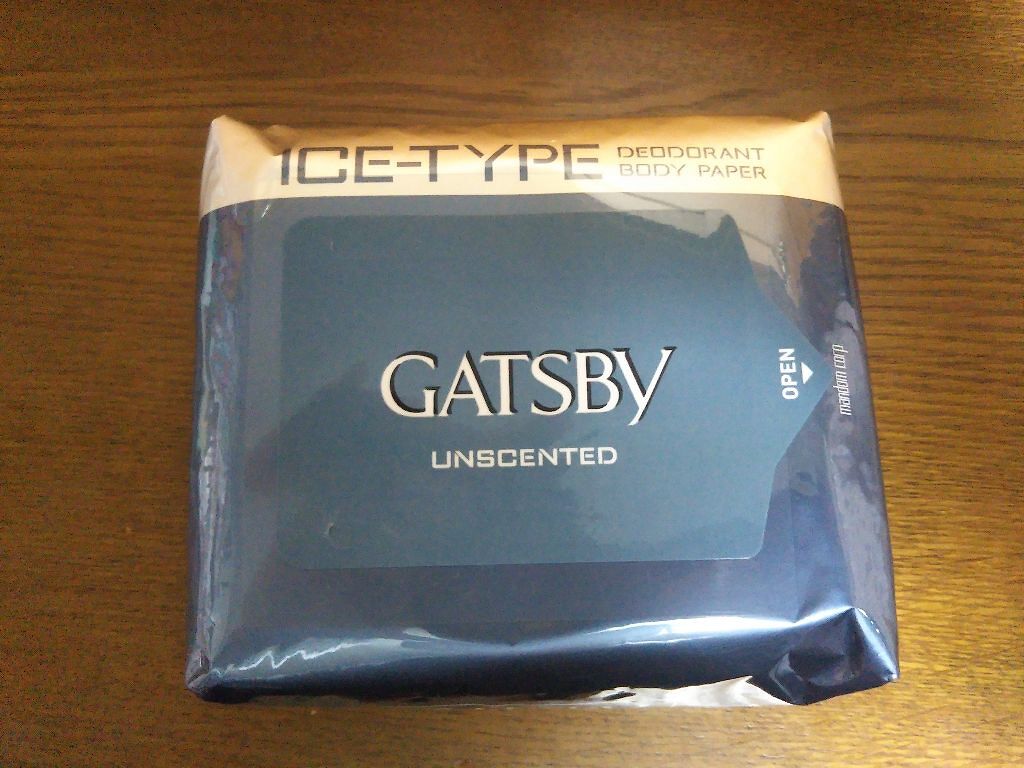 ICE-TYPE
DEODORANT
BODY PAPER
GATSBY
UNSCENTED
OPEN
mandom corp